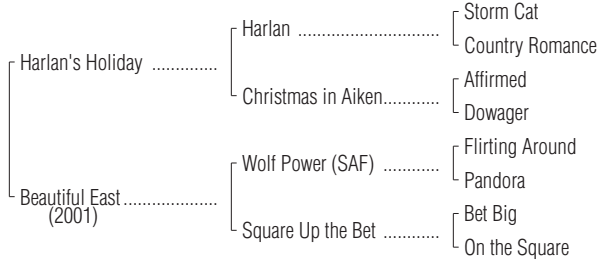 Storm Cat
Harlan ..............................
Country Romance
Harlan's Holiday ..............
Affirmed
Christmas in Aiken............
Dowager
Flirting Around
Wolf Power (SAF) ............
Pandora
Beautiful East....................
(2001)
Bet Big
Square Up the Bet ............
On the Square